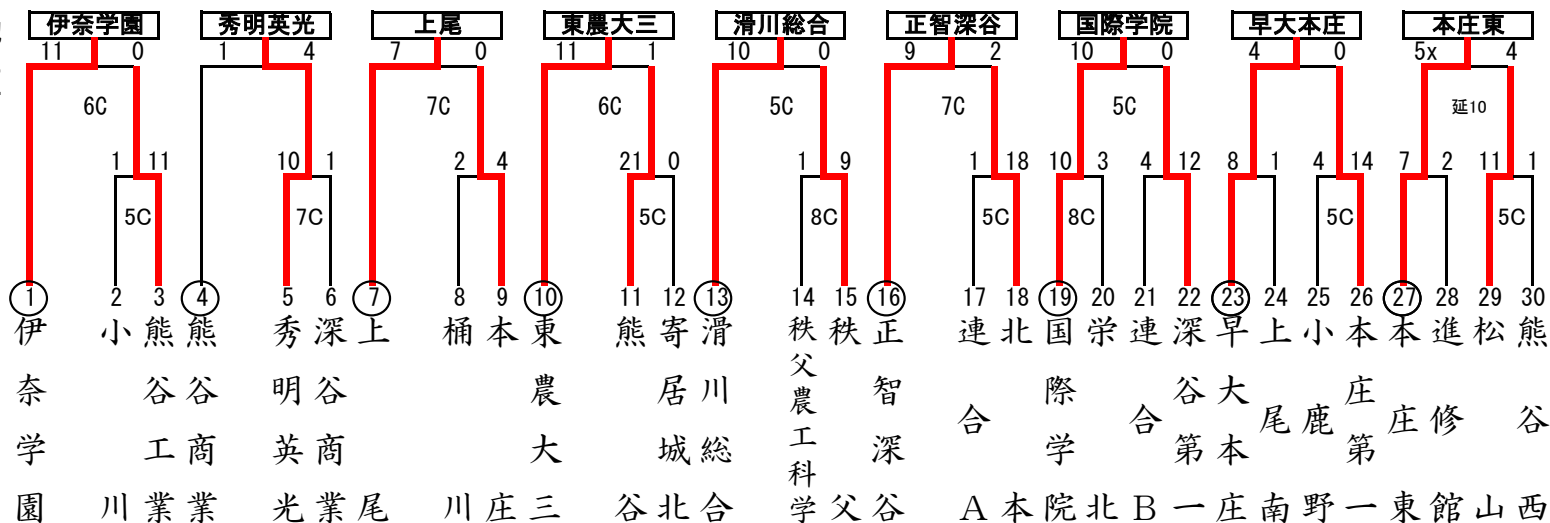 伊奈学園 秀明英光 上尾 東農大三 滑川総合 正智深谷 国際学院 早大本庄 本庄東
11 0 1 4 7 0 11 1 10 0 9 2 10 0 4 0 5x 4
6C 7C 6C 5C 7C 5C 延10
1 11 10 1 2 4 21 0 1 9 1 18 10 3 4 12 8 1 4 14 7 2 11 1
5C 7C 5C 8C 5C 8C 5C 5C
1 2 3 4 5 6 7 8 9 10 11 12 13 14 15 16 17 18 19 20 21 22 23 24 25 26 27 28 29 30
伊奈学園
小川
熊谷工業
熊谷商業
秀明英光
深谷商業
上尾
桶川
本庄
東農大三
熊谷
寄居城北
滑川総合
秩父農工科学
秩父
正智深谷
連合A
北本
国際学院
栄北
連合B
深谷第一
早大本庄
上尾南
小鹿野
本庄第一
本庄東
進修館
松山
熊谷西